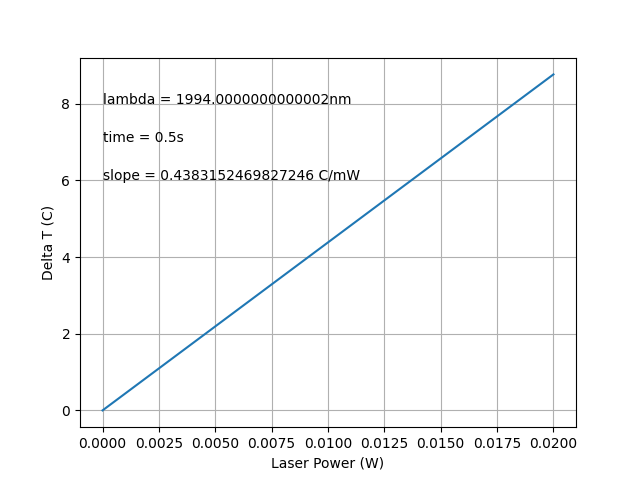 lambda = 1994.0000000000002nm
time = 0.5s
slope = 0.4383152469827246 C/mW
Delta T (C)
8
6
4
2
0
0.0000 0.0025 0.0050 0.0075 0.0100 0.0125 0.0150 0.0175 0.0200
Laser Power (W)